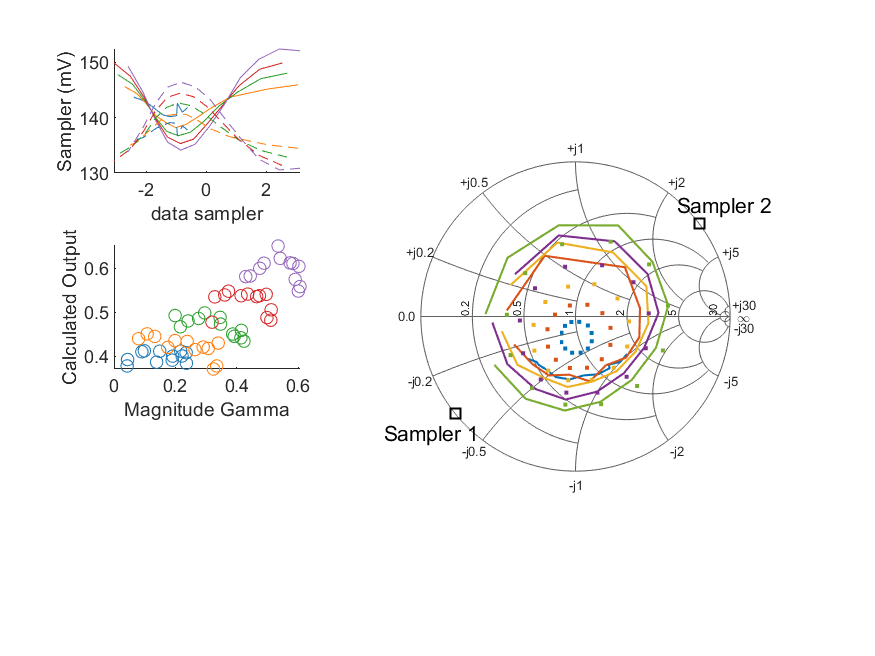 Sampler (mV)
150
140
130
-2
0
2
data sampler
Calculated Output
0.6
0.5
0.4
0
0.2
0.4
0.6
Magnitude Gamma
+j1
+j0.5
+j2
Sampler 2
+j0.2
+j5
0.0
0.2
0.5
1
2
5
30
+j30
∞
-j30
-j0.2
-j5
Sampler 1
-j0.5
-j2
-j1